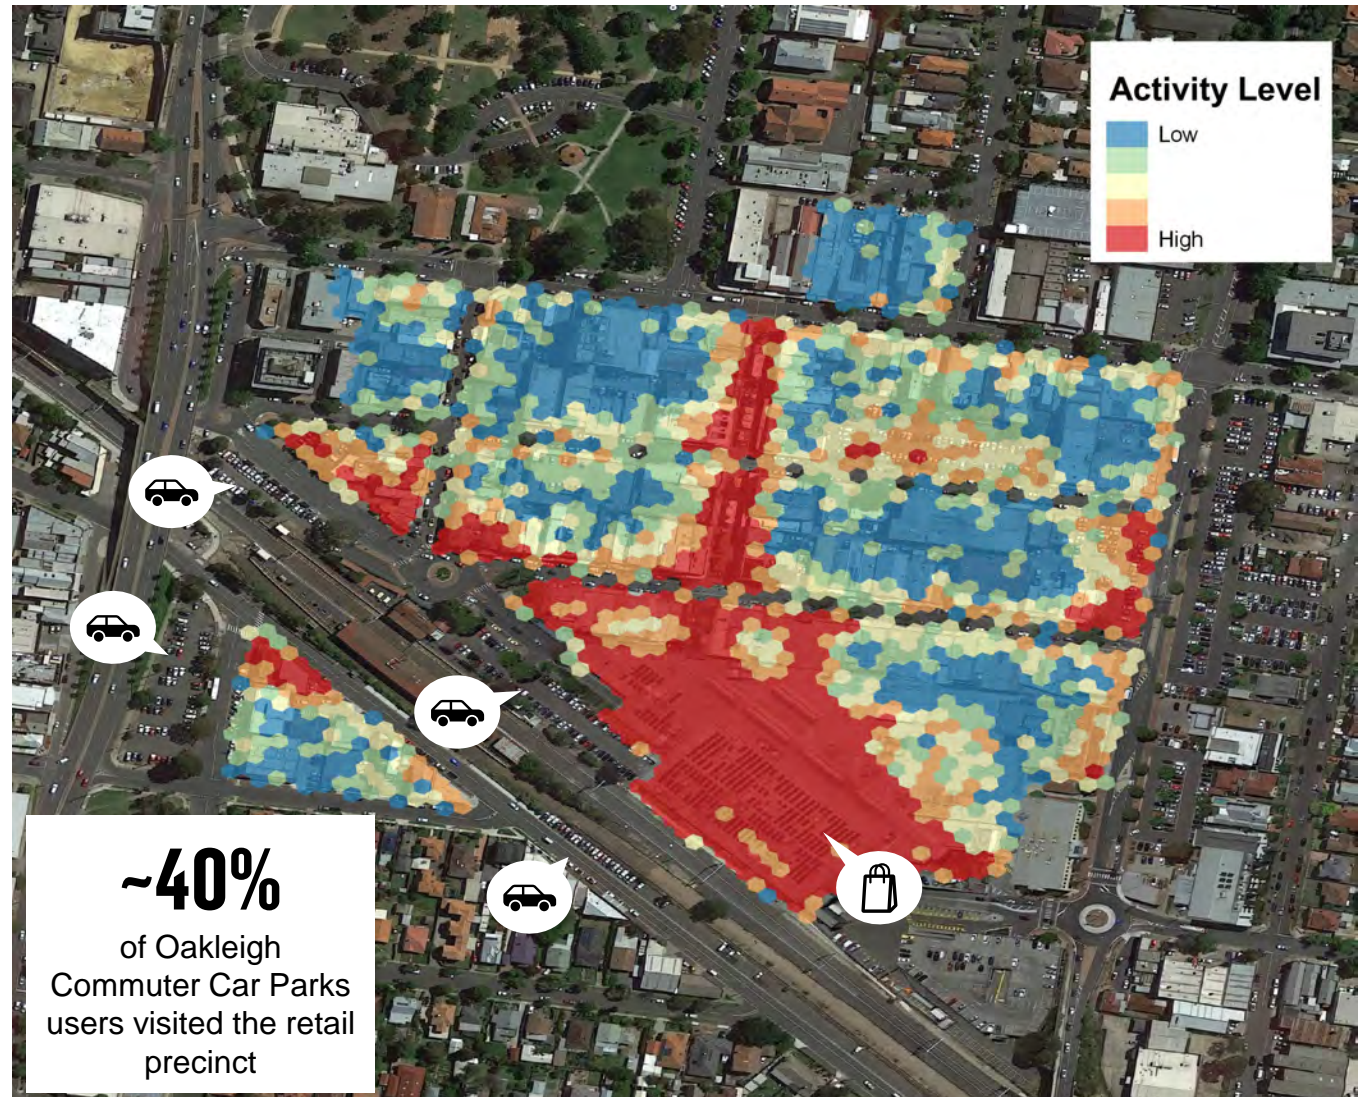 Activity Level
Low
High
~40%
of Oakleigh
Commuter Car Parks
users visited the retail
precinct